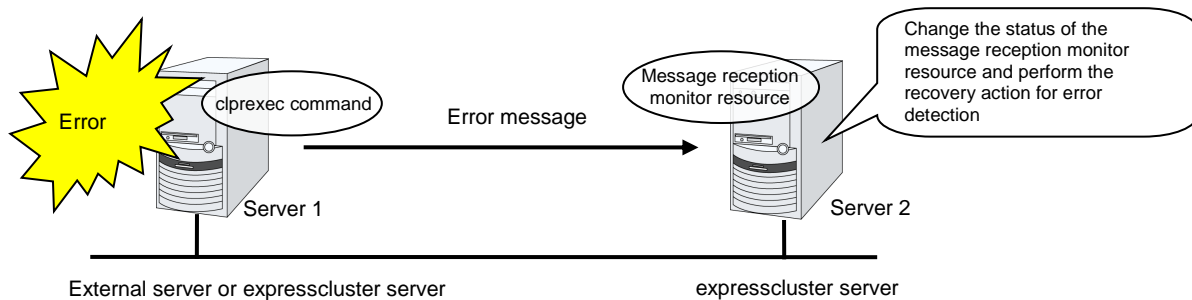 Error
clprexec command
Server 1
Error message
Message reception
monitor resource
Server 2
Change the status of the
message reception monitor
resource and perform the
recovery action for error
detection
External server or expresscluster server
expresscluster server